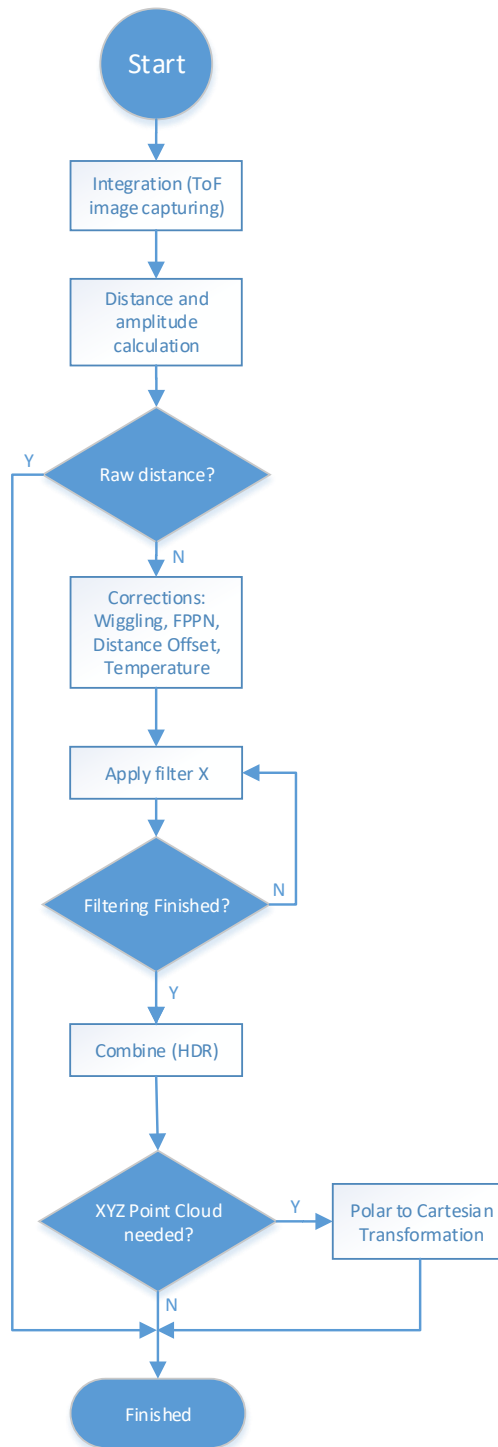 Start
Integration (ToF
image capturing)
Distance and
amplitude
calculation
Y
Raw distance?
N
Corrections:
Wiggling, FPPN,
Distance Offset,
Temperature
Apply filter X
N
Filtering Finished?
Y
Combine (HDR)
XYZ Point Cloud
needed?
Y
Polar to Cartesian
Transformation
N
Finished